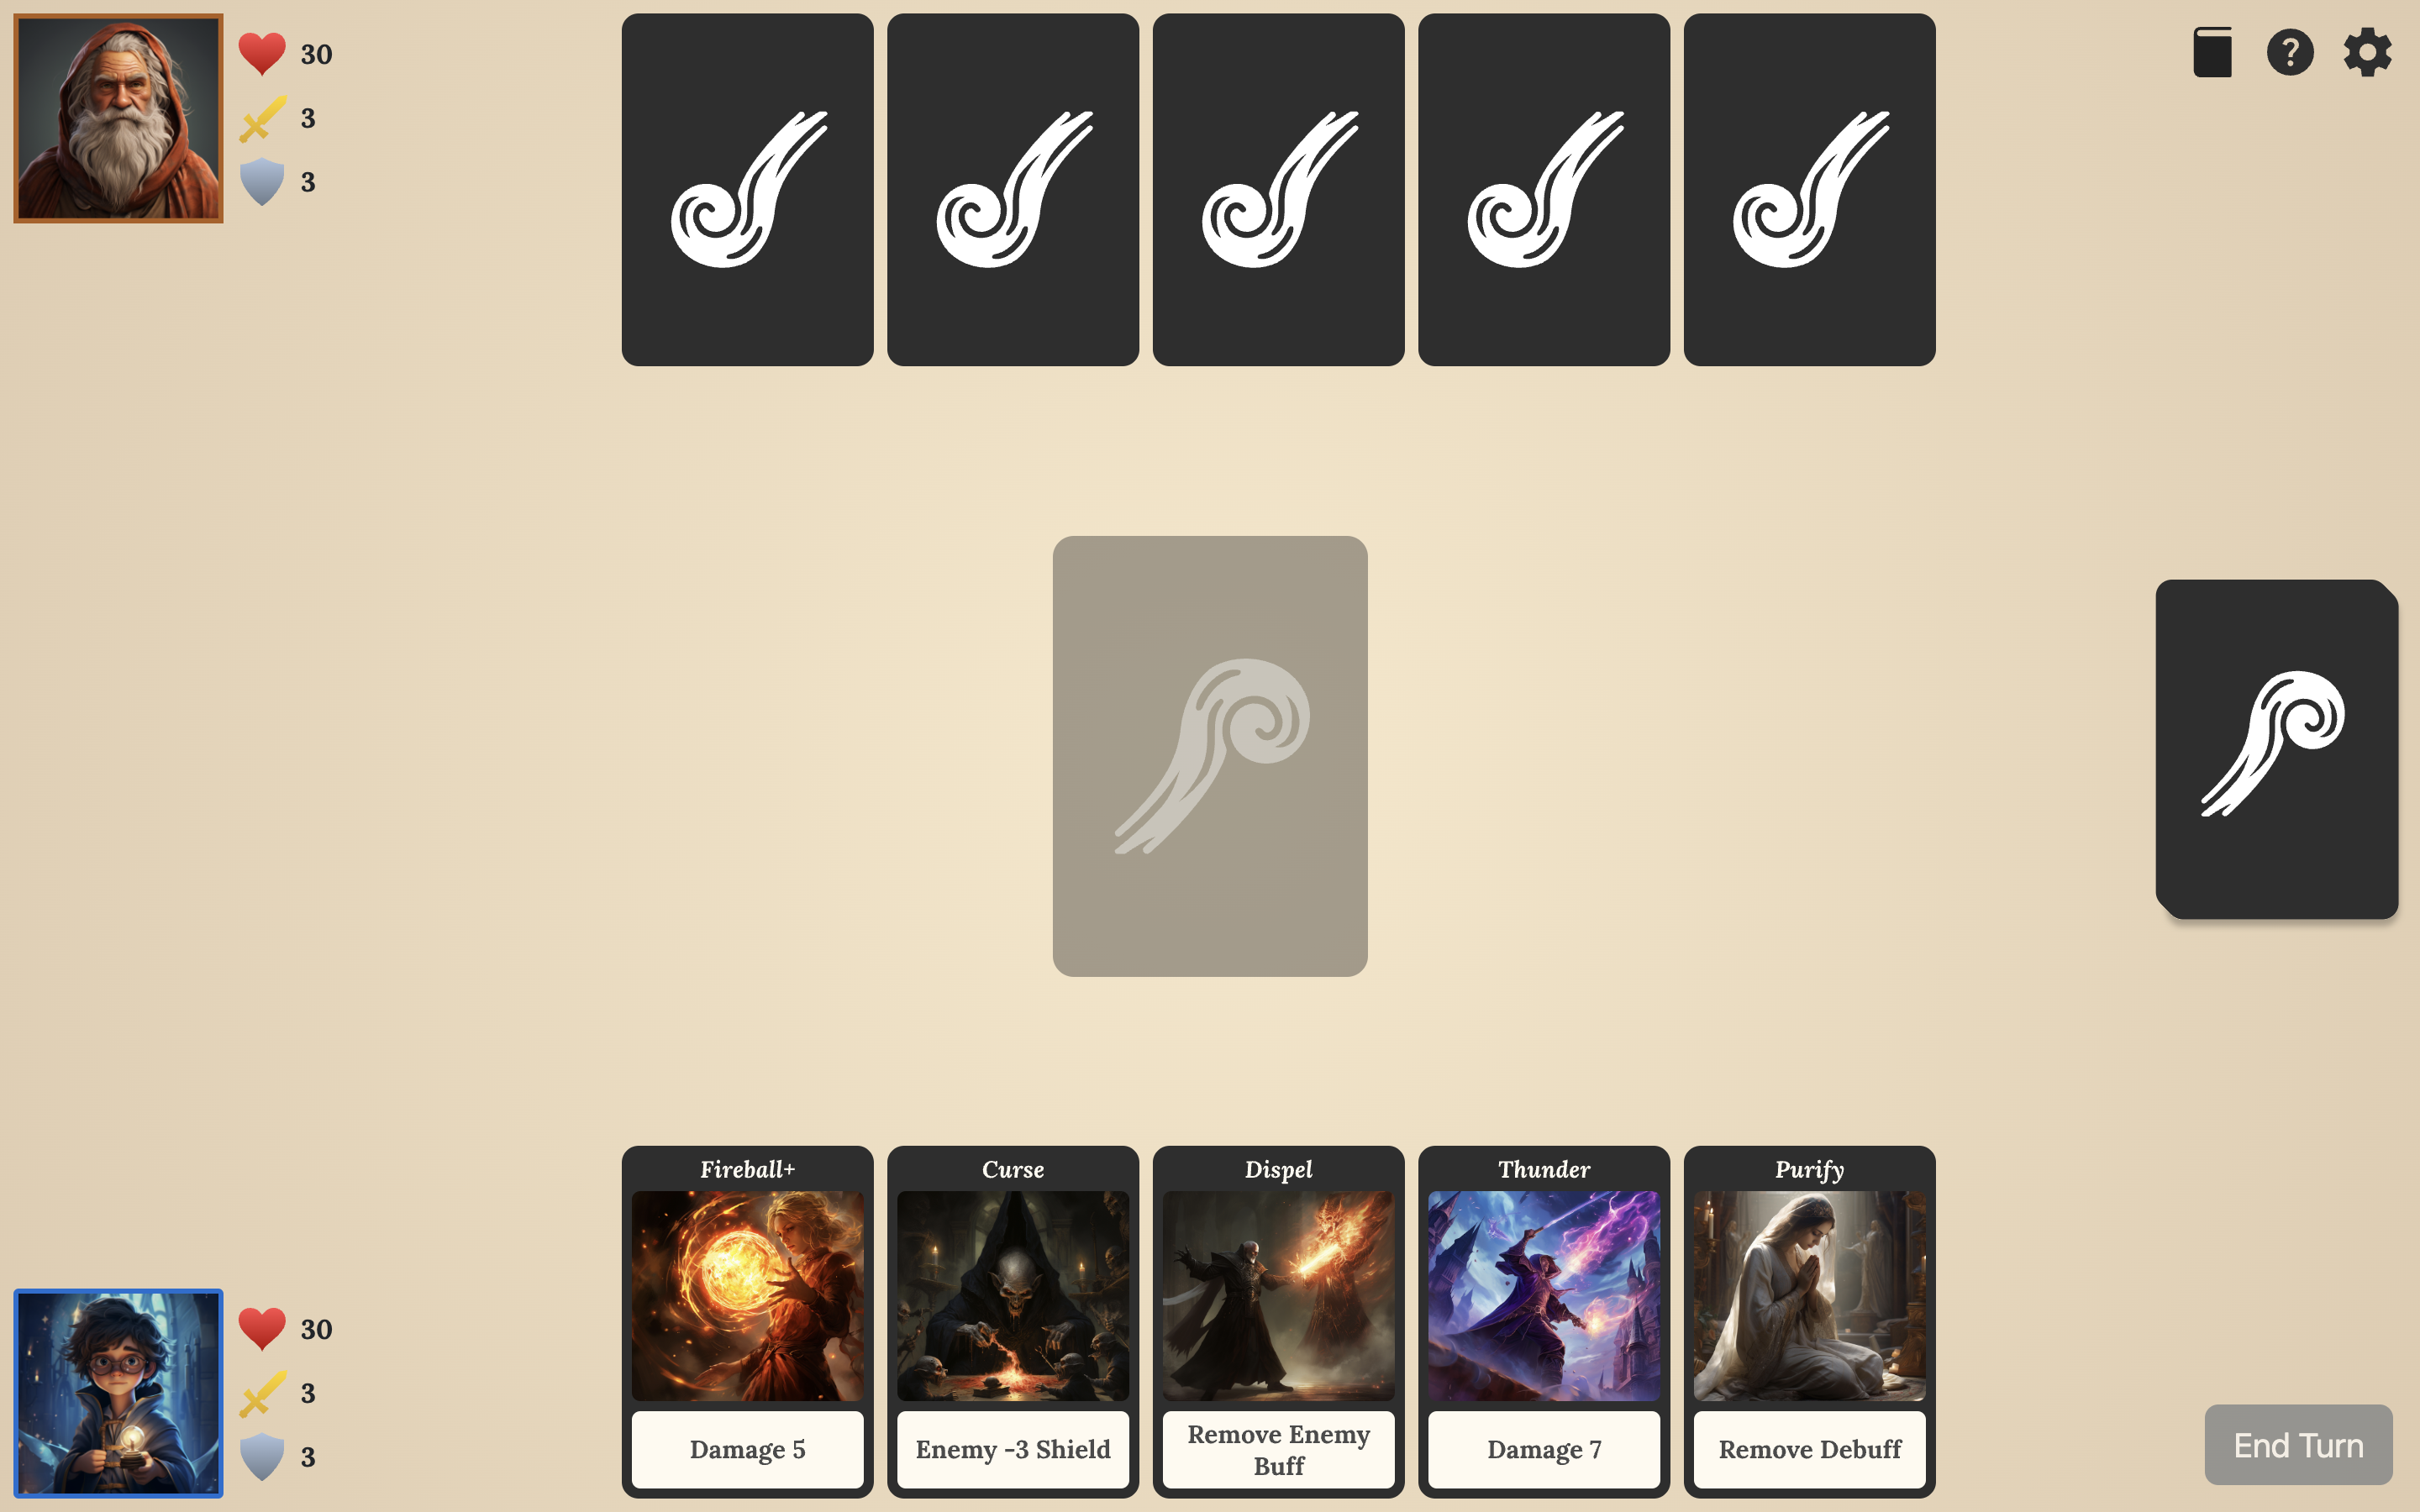 30
3
3
?
Fireball+
Damage 5
Curse
Enemy -3 Shield
Dispel
Remove Enemy
Buff
Thunder
Damage 7
Purify
Remove Debuff
30
3
3
End Turn